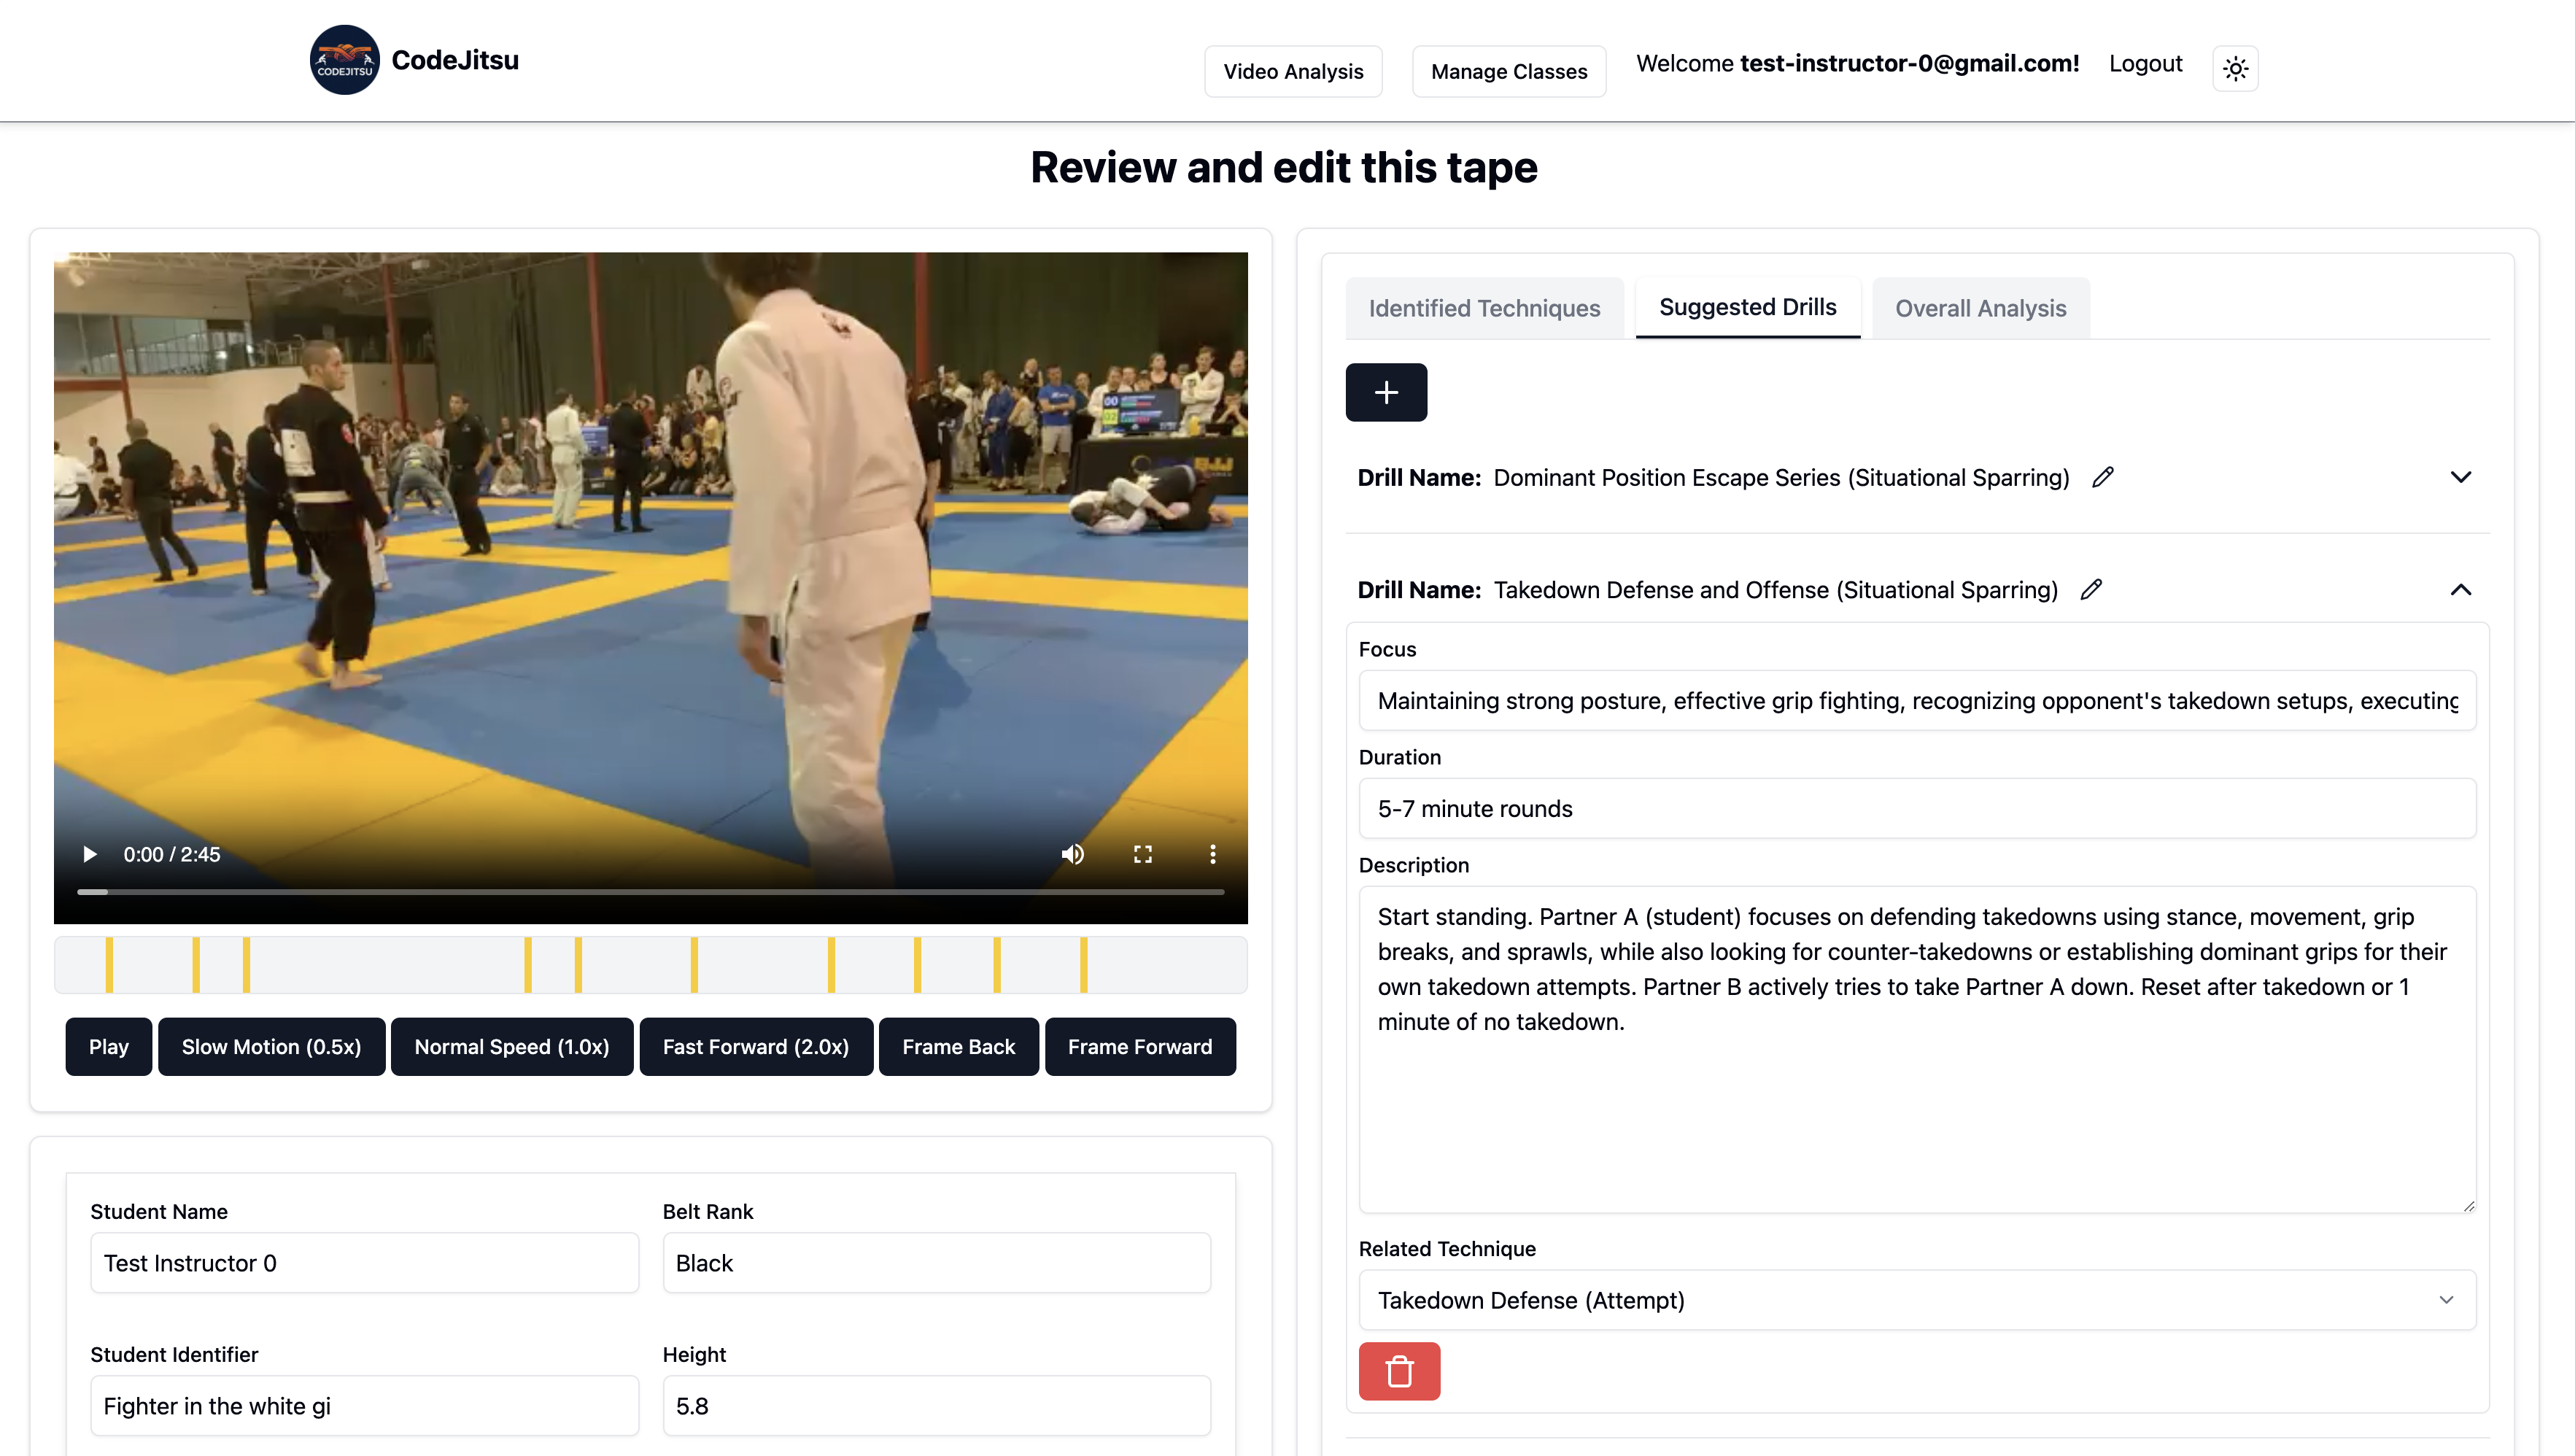 CODEJITSU
CodeJitsu
Video Analysis
Manage Classes
Welcome test-instructor-0@gmail.com!
Logout
Review and edit this tape
00
02
0:00 / 2:45
Play
Slow Motion (0.5x)
Normal Speed (1.0x)
Fast Forward (2.0x)
Frame Back
Frame Forward
Student Name
Belt Rank
Test Instructor 0
Black
Student Identifier
Height
Fighter in the white gi
5.8
Identified Techniques
Suggested Drills
Overall Analysis
Drill Name: Dominant Position Escape Series (Situational Sparring)
Drill Name: Takedown Defense and Offense (Situational Sparring)
Focus
Maintaining strong posture, effective grip fighting, recognizing opponent's takedown setups, executing
Duration
5-7 minute rounds
Description
Start standing. Partner A (student) focuses on defending takedowns using stance, movement, grip
breaks, and sprawls, while also looking for counter-takedowns or establishing dominant grips for their
own takedown attempts. Partner B actively tries to take Partner A down. Reset after takedown or 1
minute of no takedown.
Related Technique
Takedown Defense (Attempt)